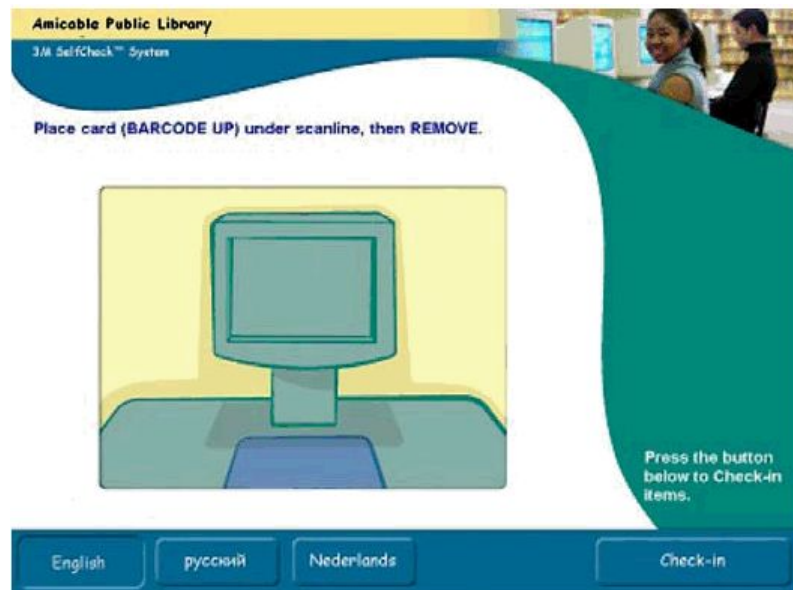 Amicable Public Library
3M SelfCheck™ System
Place card (BARCODE UP) under scanline, then REMOVE.
Press the button
below to Check-in
items.
English
русский
Nederlands
Check-in